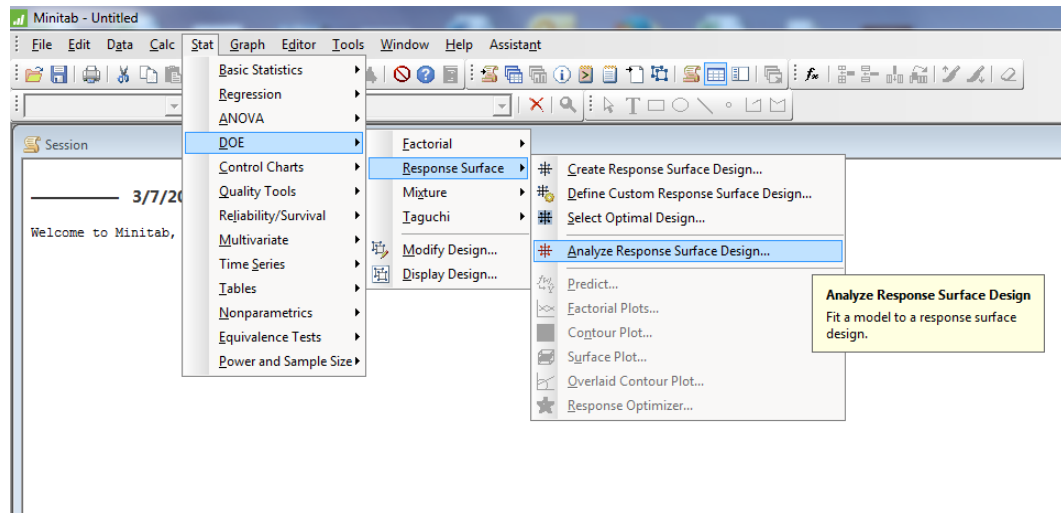 Minitab - Untitled
File Edit Data Calc Stat Graph Editor Tools Window Help Assistant
Basic Statistics
Regression
ANOVA
DOE
Control Charts
Quality Tools
Reliability/Survival
Multivariate
Time Series
Tables
Nonparametrics
Equivalence Tests
Power and Sample Size
Factorial
Response Surface
Mixture
Taguchi
Modify Design...
Display Design...
Create Response Surface Design...
Define Custom Response Surface Design...
Select Optimal Design...
Analyze Response Surface Design...
Predict...
Factorial Plots...
Contour Plot...
Surface Plot...
Overlaid Contour Plot...
Response Optimizer...
Analyze Response Surface Design
Fit a model to a response surface
design.
Session
3/7/20
Welcome to Minitab,